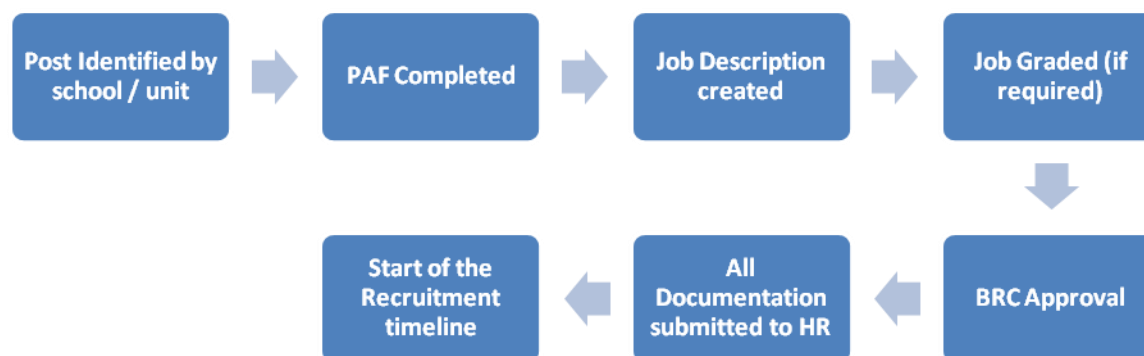 Post Identified by
school / unit
PAF Completed
Job Description
created
Job Graded (if
required)
BRC Approval
All
Documentation
submitted to HR
Start of the
Recruitment
timeline